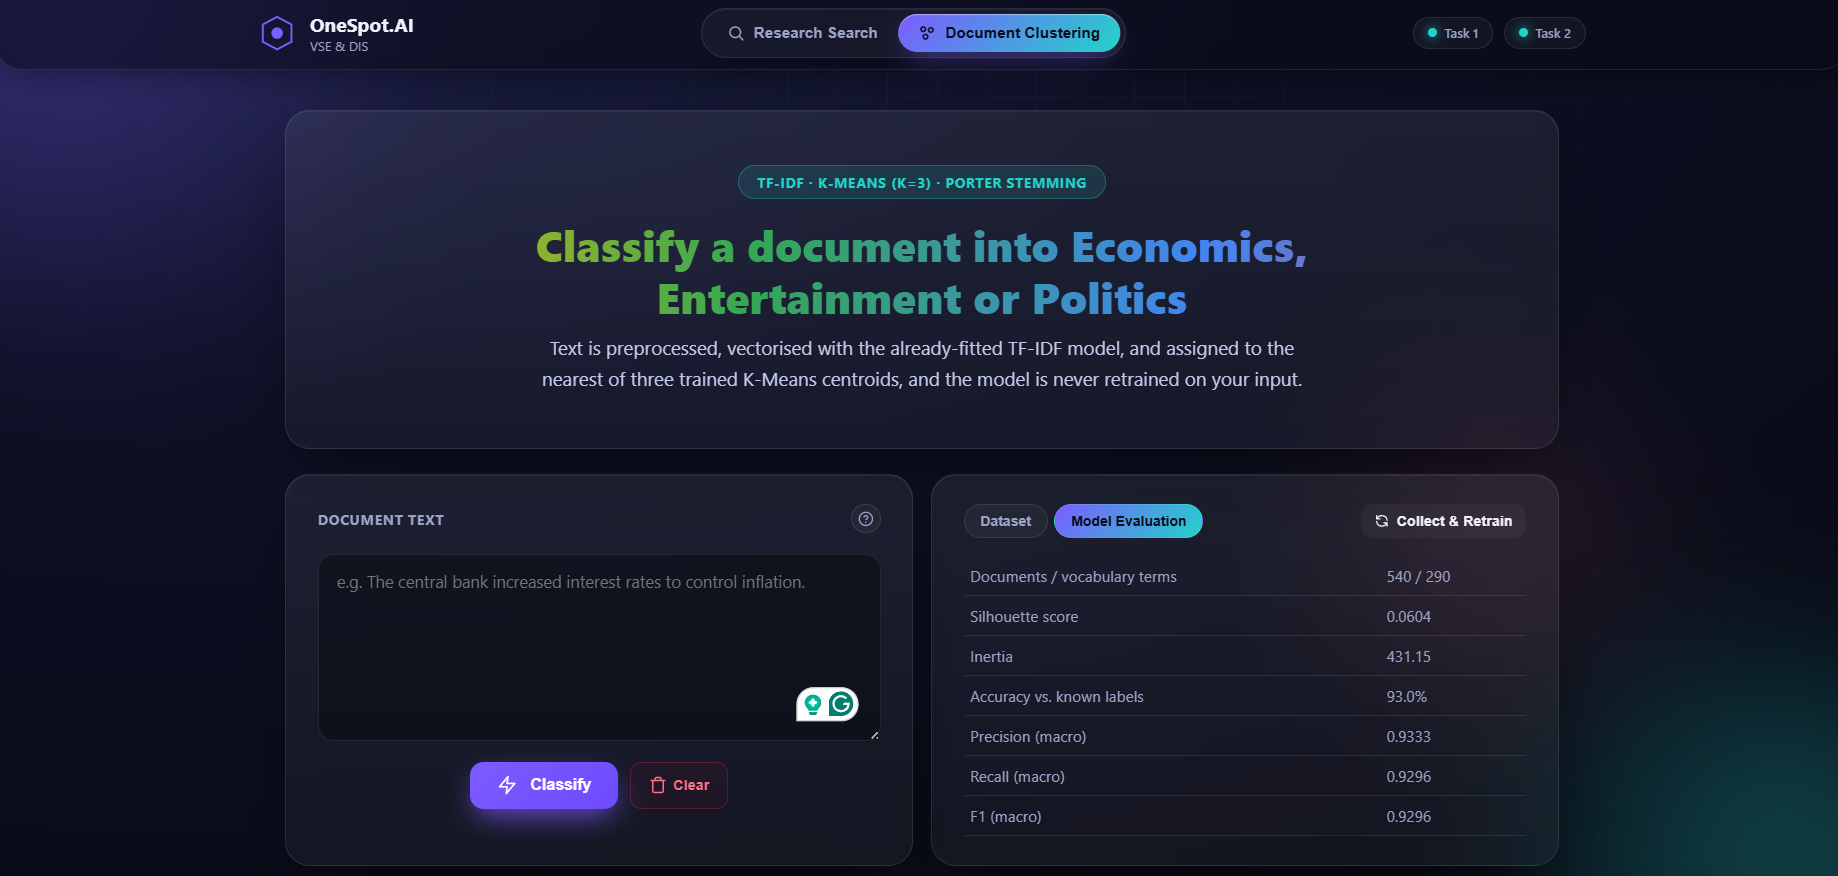 OneSpot.AI
VSE & DIS
Research Search
Document Clustering
Task 1
Task 2
TF-IDF · K-MEANS (K=3) · PORTER STEMMING
Classify a document into Economics,
Entertainment or Politics
Text is preprocessed, vectorised with the already-fitted TF-IDF model, and assigned to the
nearest of three trained K-Means centroids, and the model is never retrained on your input.
DOCUMENT TEXT
e.g. The central bank increased interest rates to control inflation.
Classify
Clear
Dataset
Model Evaluation
Collect & Retrain
Documents / vocabulary terms 540 / 290
Silhouette score 0.0604
Inertia 431.15
Accuracy vs. known labels 93.0%
Precision (macro) 0.9333
Recall (macro) 0.9296
F1 (macro) 0.9296